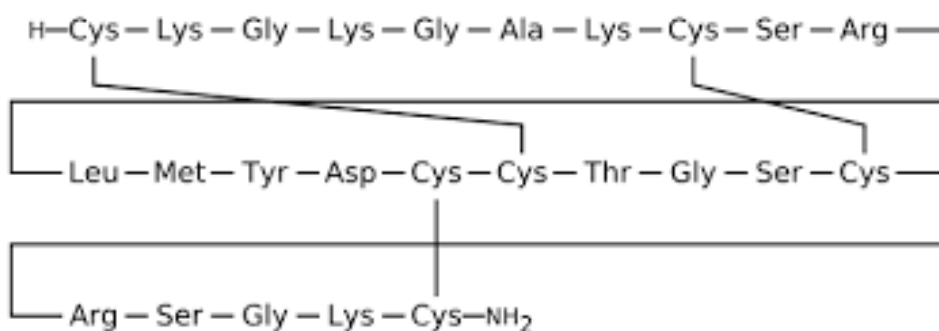 H–Cys – Lys – Gly – Lys – Gly – Ala – Lys – Cys – Ser – Arg –
– Leu – Met – Tyr – Asp – Cys – Cys – Thr – Gly – Ser – Cys –
– Arg – Ser – Gly – Lys – Cys–NH₂